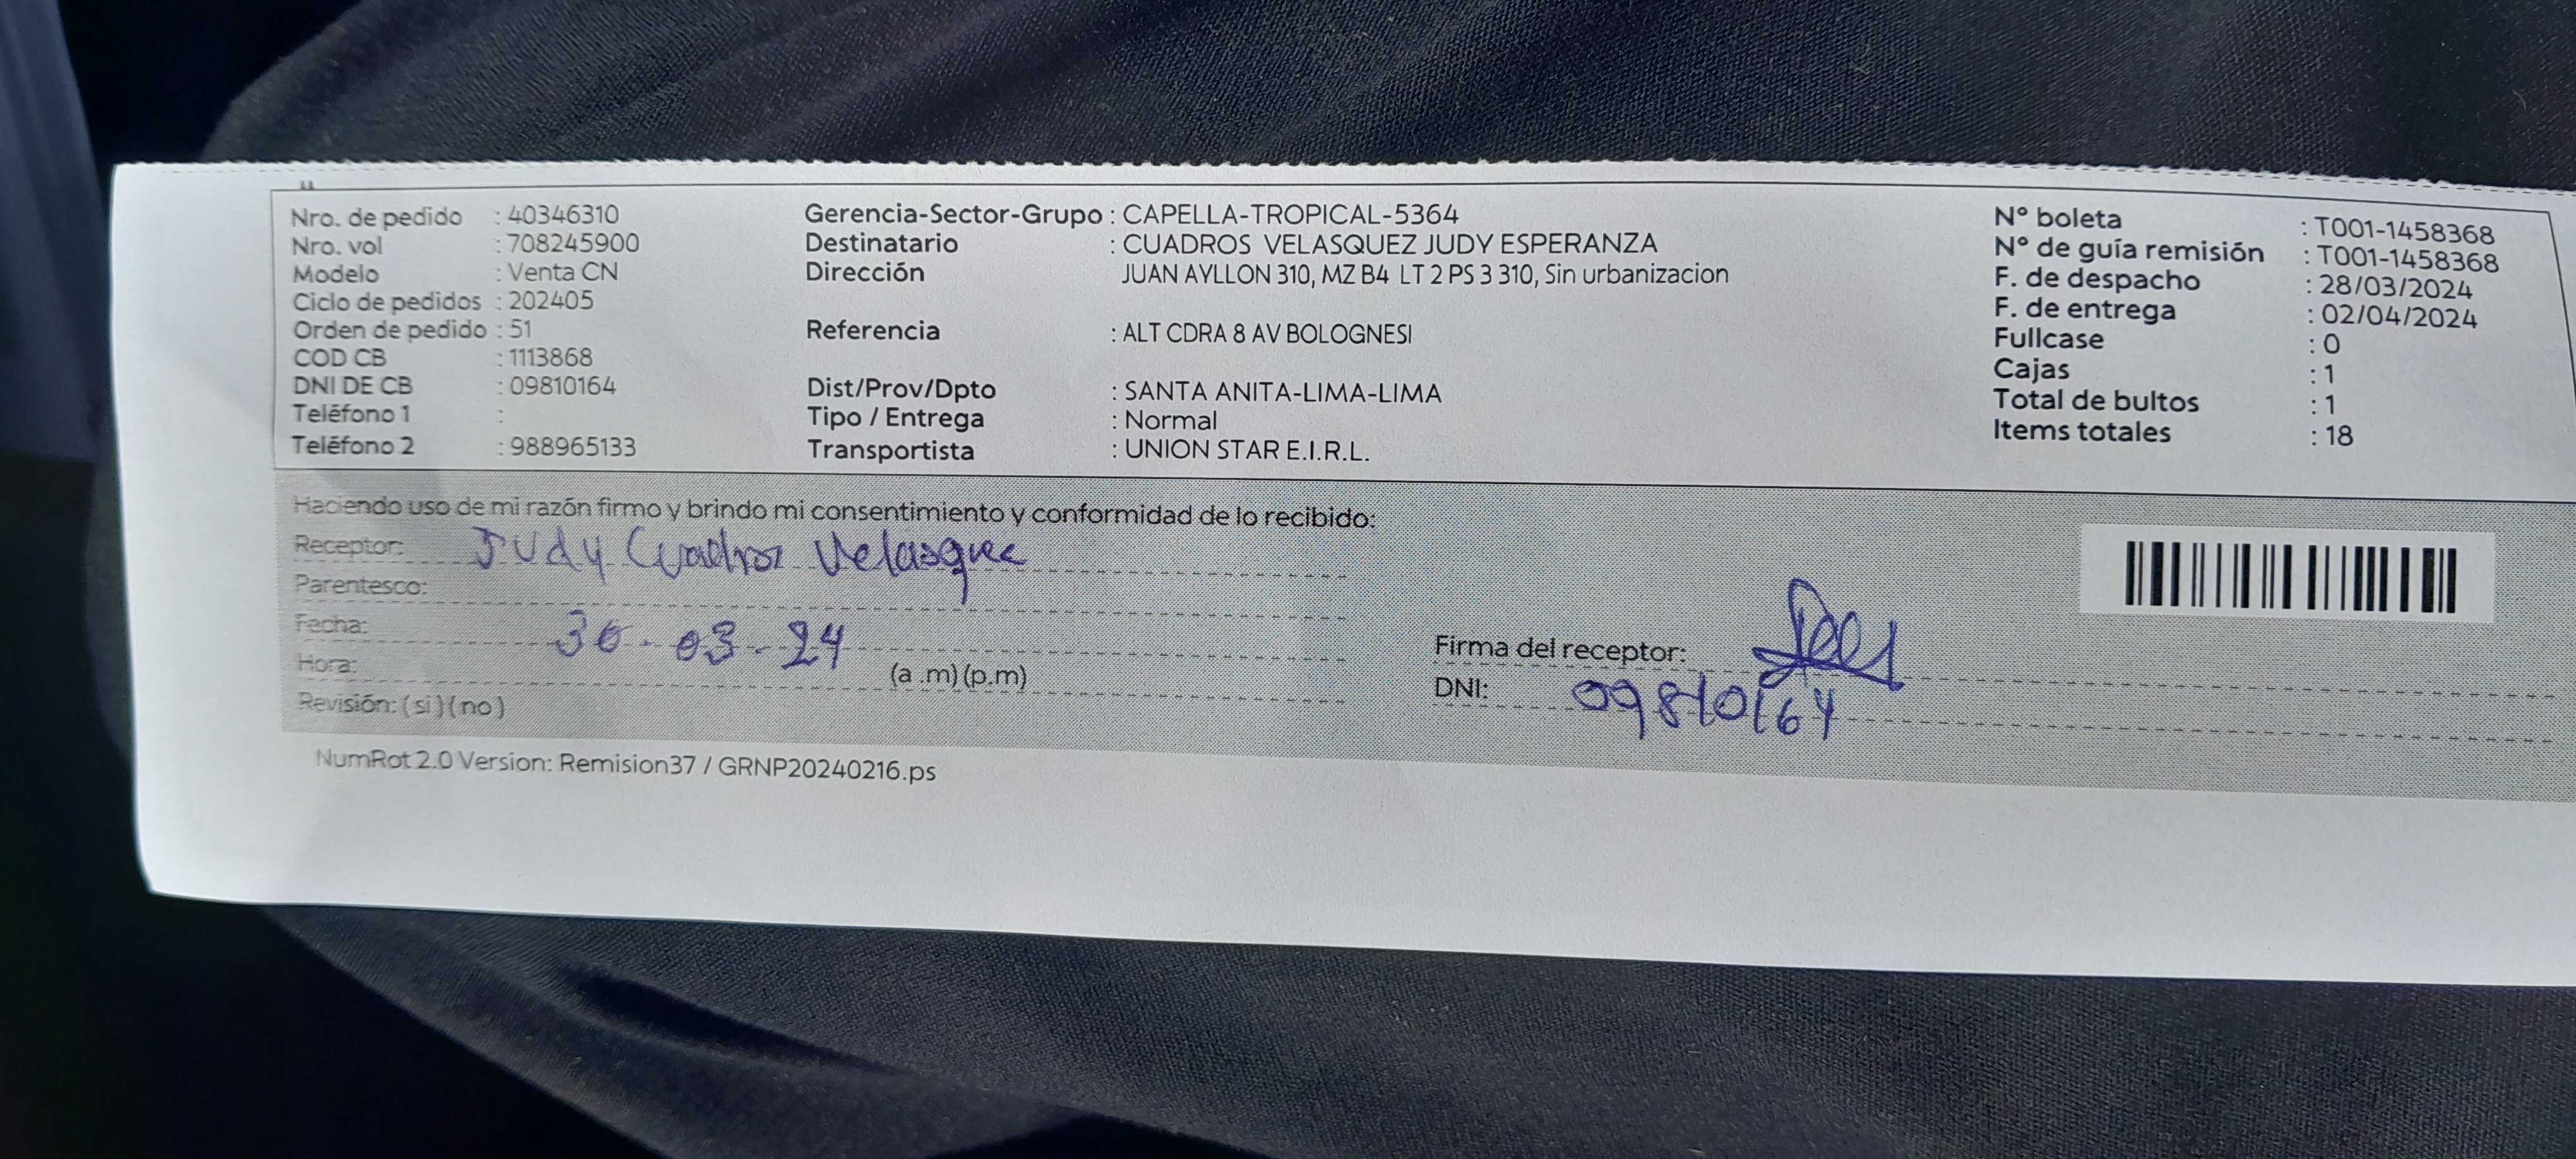 Nro. de pedido : 40346310
Nro. vol : 708245900
Modelo : Venta CN
Ciclo de pedidos : 202405
Orden de pedido : 51
COD CB : 1113868
DNI DE CB : 09810164
Teléfono 1 :
Teléfono 2 : 988965133
Gerencia-Sector-Grupo : CAPELLA-TROPICAL-5364
Destinatario : CUADROS VELASQUEZ JUDY ESPERANZA
Dirección JUAN AYLLON 310, MZ B4 LT 2 PS 3 310, Sin urbanizacion
Referencia : ALT CDRA 8 AV BOLOGNESI
Dist/Prov/Dpto : SANTA ANITA-LIMA-LIMA
Tipo / Entrega : Normal
Transportista : UNION STAR E.I.R.L.
N° boleta : T001-1458368
N° de guía remisión : T001-1458368
F. de despacho : 28/03/2024
F. de entrega : 02/04/2024
Fullcase : 0
Cajas : 1
Total de bultos : 1
Items totales : 18
Haciendo uso de mi razón firmo y brindo mi consentimiento y conformidad de lo recibido:
Receptor: Judy Cuadros Velasquez
Parentesco:
Fecha: 30-03-24
Hora: (a .m)(p.m)
Revisión: (si)(no)
Firma del receptor:
DNI: 09810164
NumRot 2.0 Version: Remision37 / GRNP20240216.ps